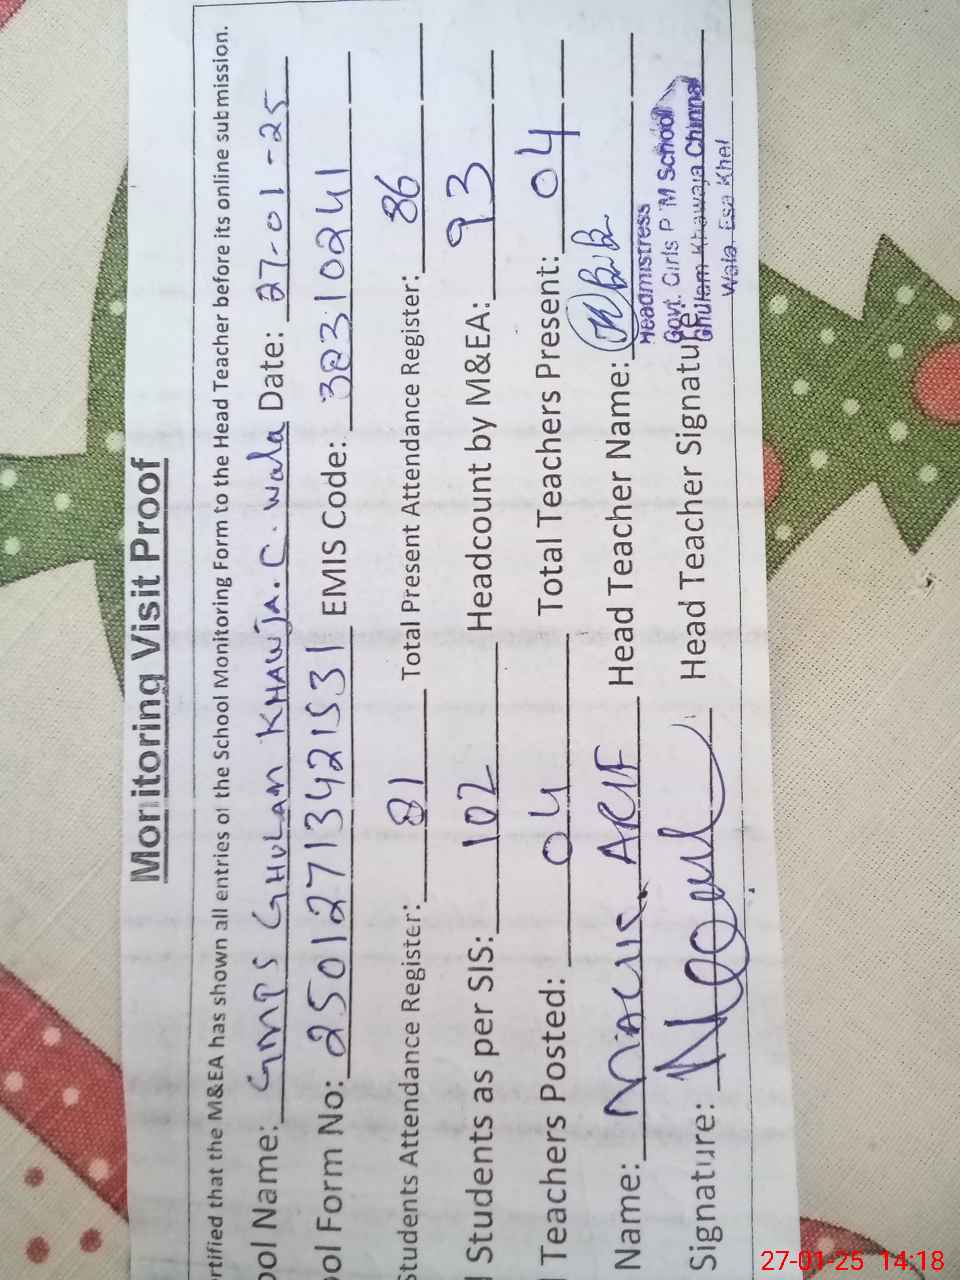 Monitoring Visit Proof
rtified that the M&EA has shown all entries of the School Monitoring Form to the Head Teacher before its online submission.
ool Name: GMPS GHULAM KHAWJA.C.Wala Date: 27-01-25
ool Form No: 25012713421531 EMIS Code: 38310241
Students Attendance Register: 81 Total Present Attendance Register: 86
l Students as per SIS: 102 Headcount by M&EA: 93
l Teachers Posted: 04 Total Teachers Present: 04
Name: ARIF Head Teacher Name:
Headmistress
Govt. Girls P M School
Signature: Head Teacher Signature:
Ghulam Khawaja Chinna
Wala. Esa Khel
27-01-25 14:18